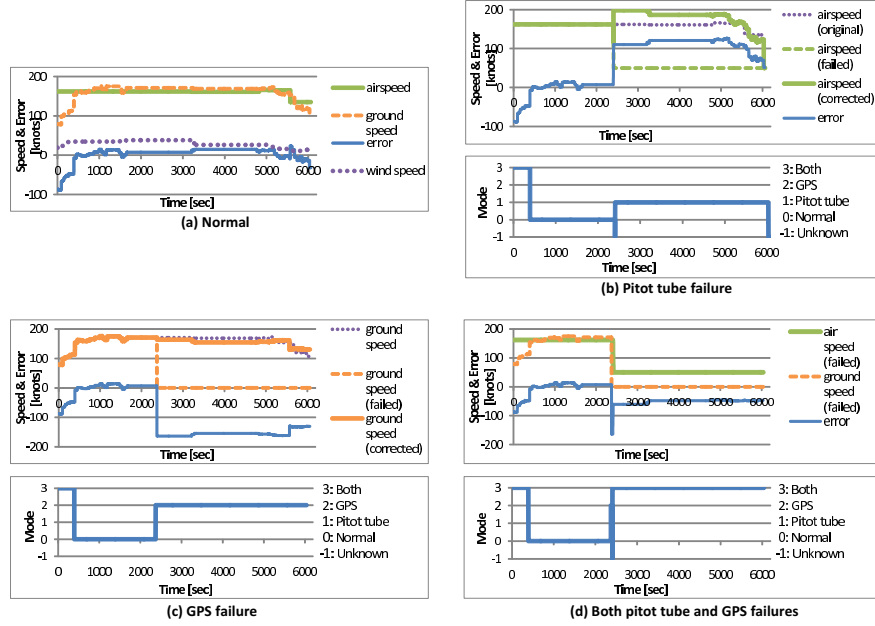 Speed & Error
[knots]
200
100
0
-100
0 1000 2000 3000 4000 5000 6000
Time [sec]
airspeed
ground
speed
error
wind speed
(a) Normal
Speed & Error
[knots]
200
100
0
-100
0 1000 2000 3000 4000 5000 6000
airspeed
(original)
airspeed
(failed)
airspeed
(corrected)
error
Mode
3
2
1
0
-1
0 1000 2000 3000 4000 5000 6000
Time [sec]
3: Both
2: GPS
1: Pitot tube
0: Normal
-1: Unknown
(b) Pitot tube failure
Speed & Error
[knots]
200
100
0
-100
-200
0 1000 2000 3000 4000 5000 6000
Time [sec]
ground
speed
ground
speed
(failed)
ground
speed
(corrected)
Mode
3
2
1
0
-1
0 1000 2000 3000 4000 5000 6000
Time [sec]
3: Both
2: GPS
1: Pitot tube
0: Normal
-1: Unknown
(c) GPS failure
Speed & Error
[knots]
200
100
0
-100
-200
0 1000 2000 3000 4000 5000 6000
Time [sec]
air
speed
(failed)
ground
speed
(failed)
error
Mode
3
2
1
0
-1
0 1000 2000 3000 4000 5000 6000
Time [sec]
3: Both
2: GPS
1: Pitot tube
0: Normal
-1: Unknown
(d) Both pitot tube and GPS failures